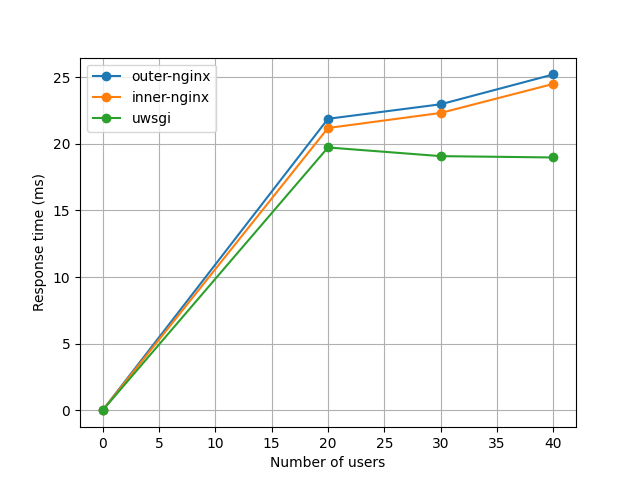 outer-nginx
inner-nginx
uwsgi
Response time (ms)
25
20
15
10
5
0
0 5 10 15 20 25 30 35 40
Number of users